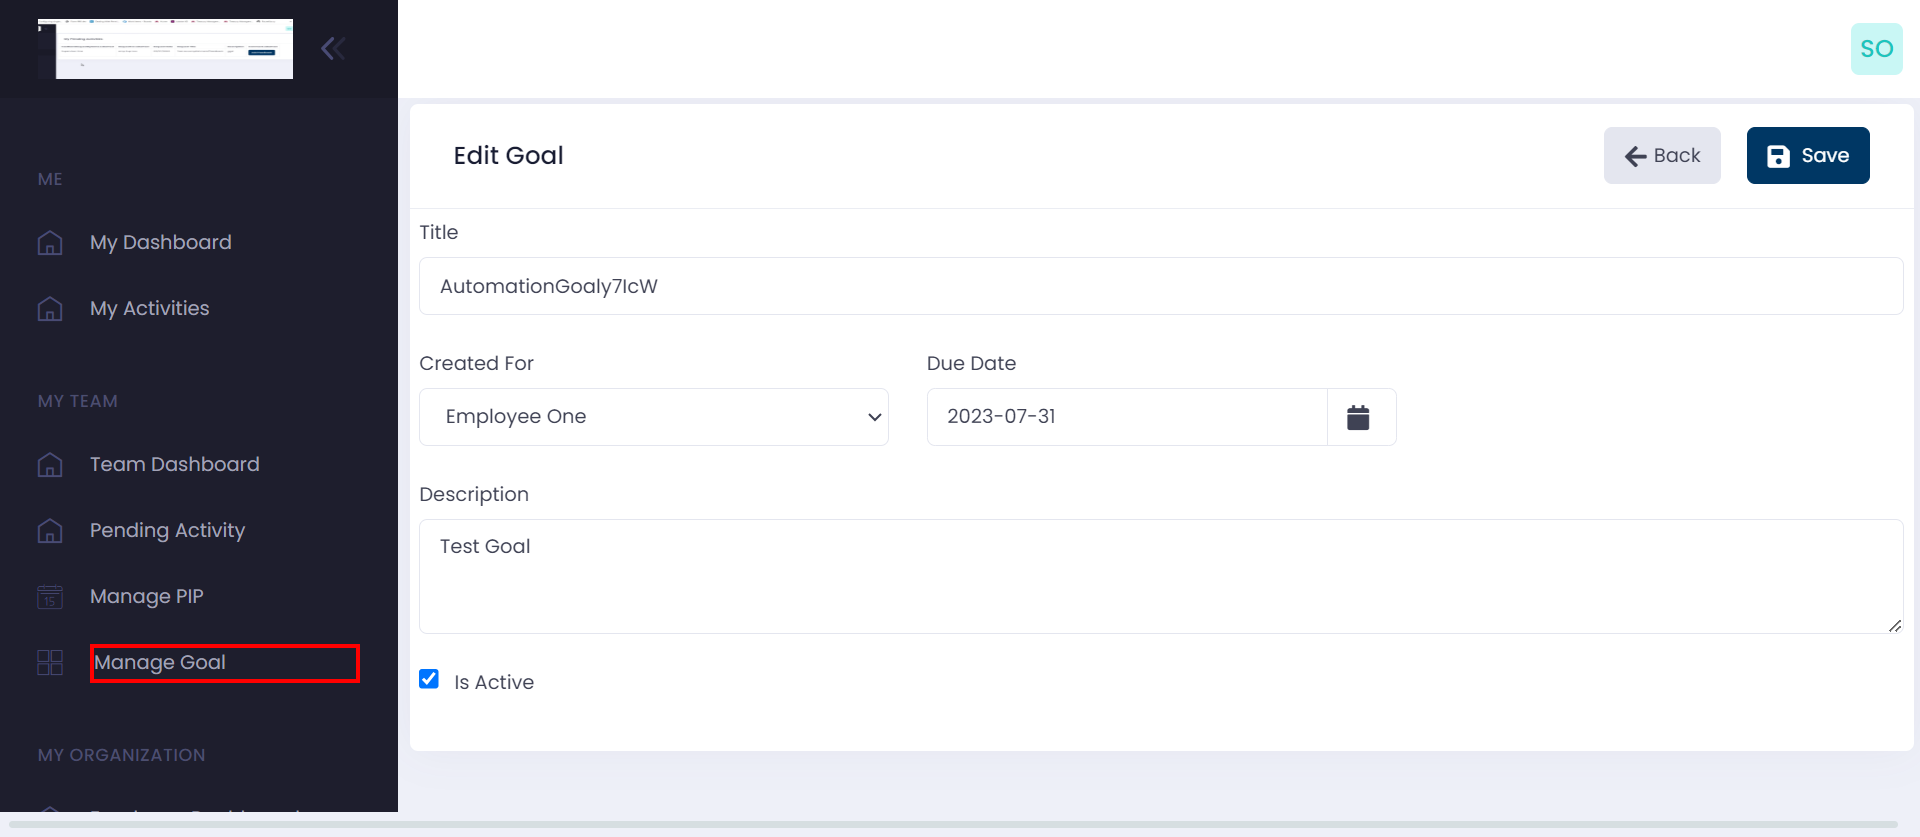 SO
ME
My Dashboard
My Activities
MY TEAM
Team Dashboard
Pending Activity
15
Manage PIP
Manage Goal
MY ORGANIZATION
Edit Goal
Back
Save
Title
AutomationGoaly7IcW
Created For
Due Date
Employee One
2023-07-31
Description
Test Goal
Is Active